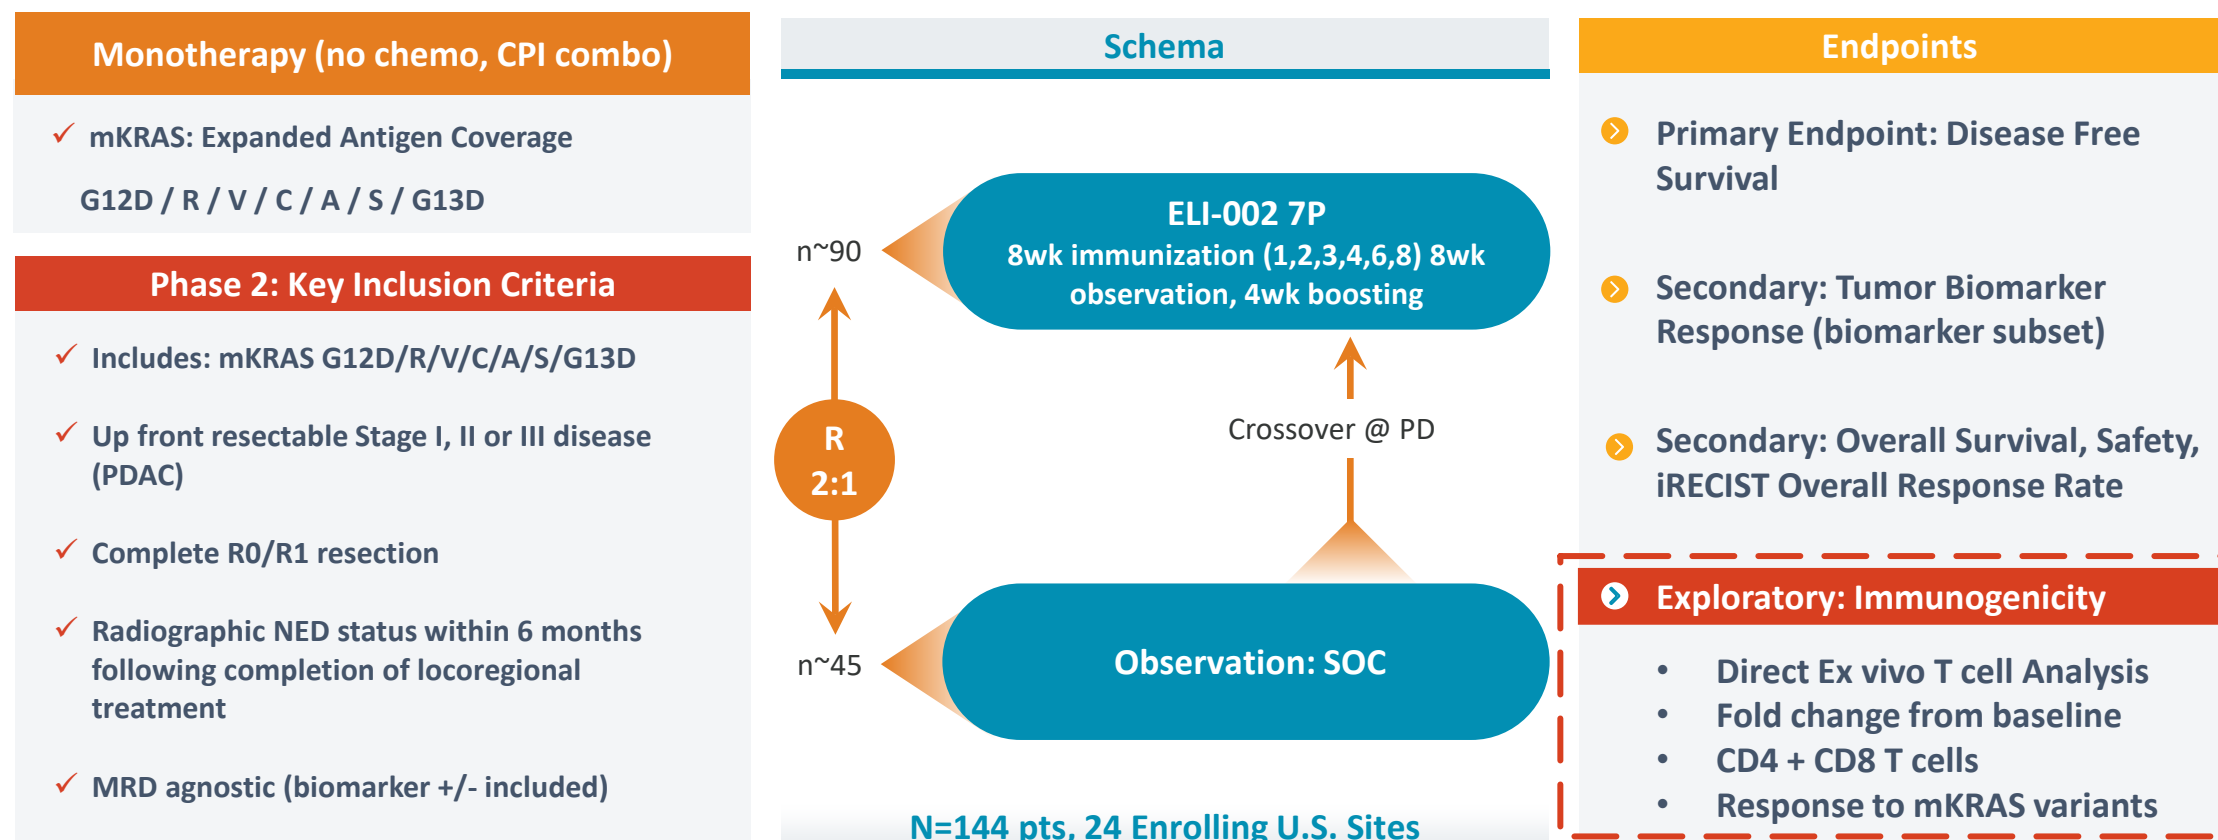 Monotherapy (no chemo, CPI combo)
mKRAS: Expanded Antigen Coverage
G12D / R / V / C / A / S / G13D
Phase 2: Key Inclusion Criteria
Includes: mKRAS G12D/R/V/C/A/S/G13D
Up front resectable Stage I, II or III disease
(PDAC)
Complete R0/R1 resection
Radiographic NED status within 6 months
following completion of locoregional
treatment
MRD agnostic (biomarker +/- included)
Schema
n~90
ELI-002 7P
8wk immunization (1,2,3,4,6,8) 8wk
observation, 4wk boosting
R
2:1
Crossover @ PD
n~45
Observation: SOC
N=144 pts, 24 Enrolling U.S. Sites
Endpoints
Primary Endpoint: Disease Free
Survival
Secondary: Tumor Biomarker
Response (biomarker subset)
Secondary: Overall Survival, Safety,
iRECIST Overall Response Rate
Exploratory: Immunogenicity
• Direct Ex vivo T cell Analysis
• Fold change from baseline
• CD4 + CD8 T cells
• Response to mKRAS variants